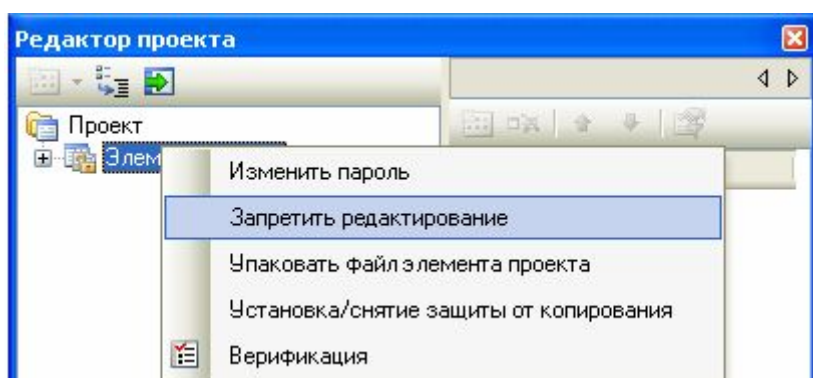 Редактор проекта
Проект
Элем
Изменить пароль
Запретить редактирование
Упаковать файл элемента проекта
Установка/снятие защиты от копирования
Верификация